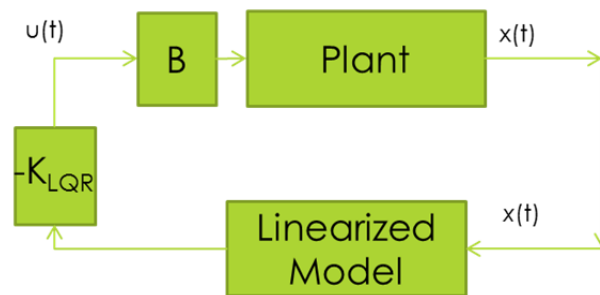 u(t)
B
Plant
x(t)
-K_LQR
Linearized
Model
x(t)